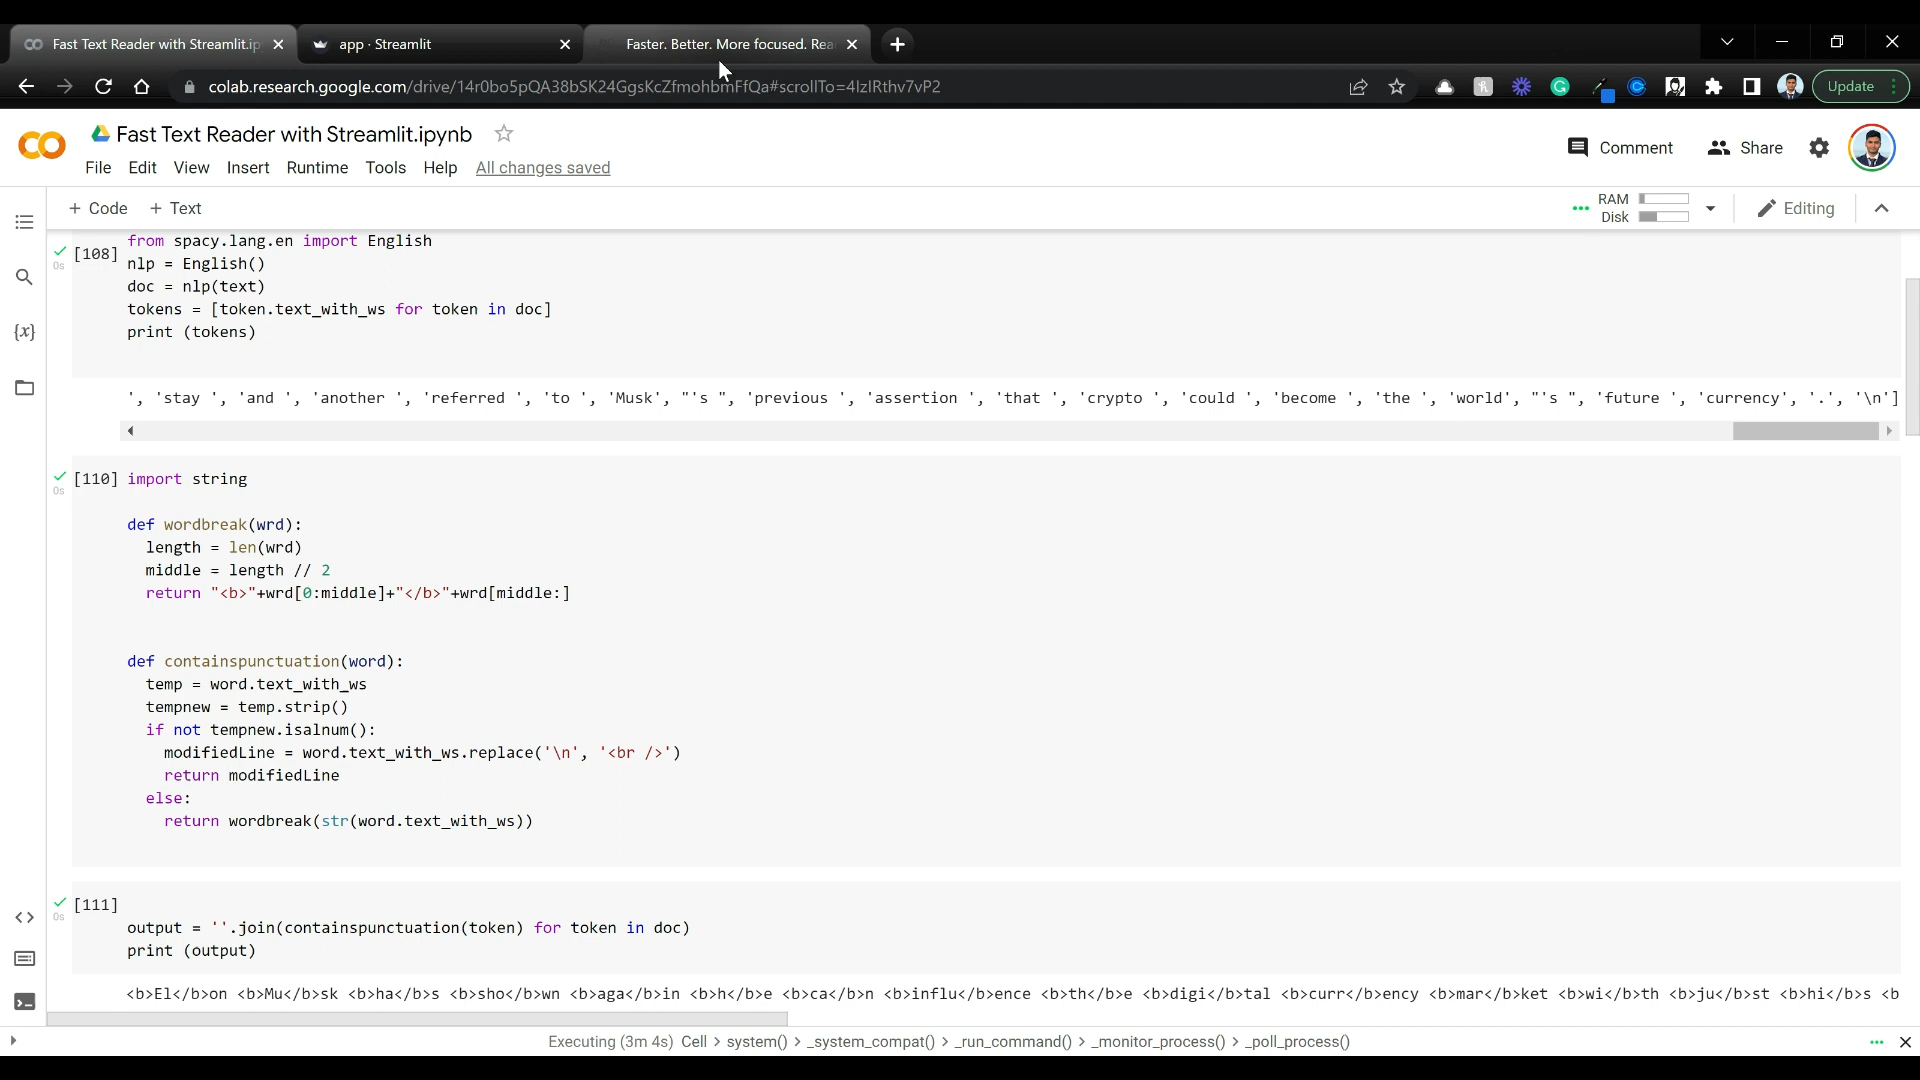 Fast Text Reader with Streamlit.ip
app · Streamlit
Faster. Better. More focused. Rea
colab.research.google.com/drive/14r0bo5pQA38bSK24GgsKcZfmohbmFfQa#scrollTo=4IzIRthv7vP2
Update
Fast Text Reader with Streamlit.ipynb
File Edit View Insert Runtime Tools Help All changes saved
Comment Share
+ Code + Text
RAM
Disk
Editing
[108] from spacy.lang.en import English
0s
nlp = English()
doc = nlp(text)
tokens = [token.text_with_ws for token in doc]
print (tokens)
', 'stay ', 'and ', 'another ', 'referred ', 'to ', 'Musk', "'s ", 'previous ', 'assertion ', 'that ', 'crypto ', 'could ', 'become ', 'the ', 'world', "'s ", 'future ', 'currency', '.', '\n']
[110] import string
0s
def wordbreak(wrd):
length = len(wrd)
middle = length // 2
return "<b>"+wrd[0:middle]+"</b>"+wrd[middle:]
def containspunctuation(word):
temp = word.text_with_ws
tempnew = temp.strip()
if not tempnew.isalnum():
modifiedLine = word.text_with_ws.replace('\n', '<br />')
return modifiedLine
else:
return wordbreak(str(word.text_with_ws))
[111]
0s
output = ''.join(containspunctuation(token) for token in doc)
print (output)
<b>El</b>on <b>Mu</b>sk <b>ha</b>s <b>sho</b>wn <b>aga</b>in <b>h</b>e <b>ca</b>n <b>influ</b>ence <b>th</b>e <b>digi</b>tal <b>curr</b>ency <b>mar</b>ket <b>wi</b>th <b>ju</b>st <b>hi</b>s <b
Executing (3m 4s) Cell > system() > _system_compat() > _run_command() > _monitor_process() > _poll_process()